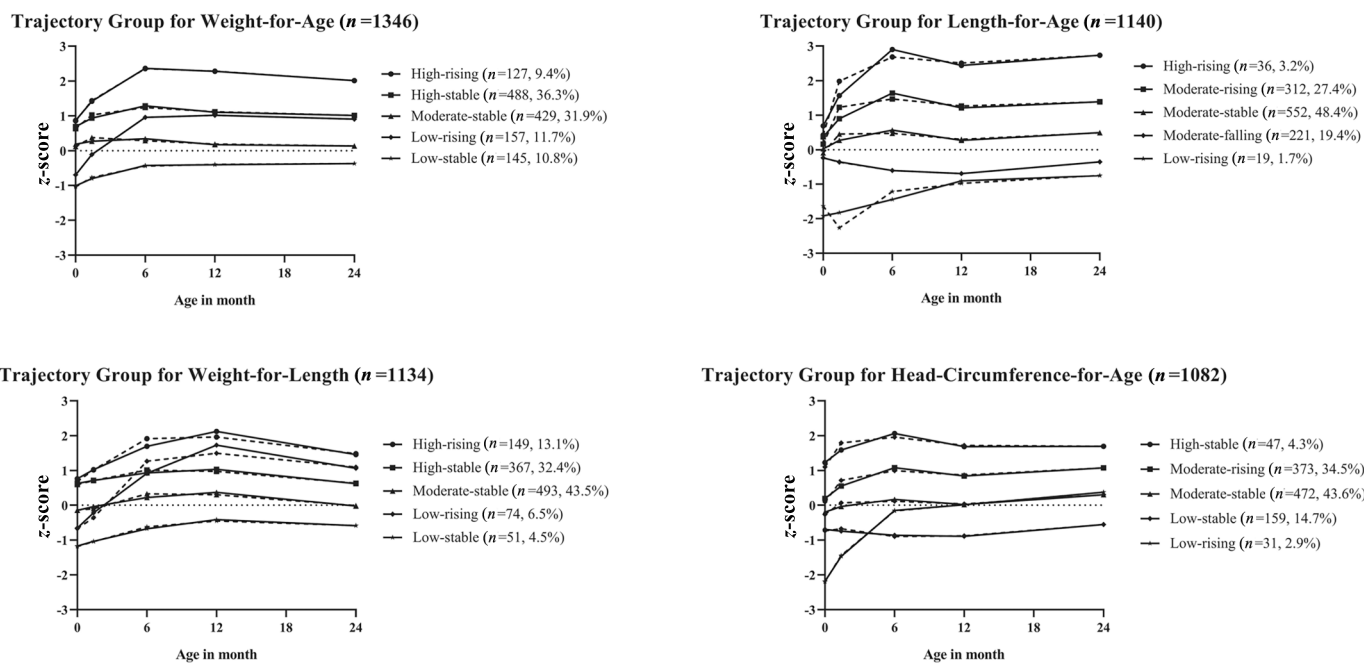 Trajectory Group for Weight-for-Age (n=1346)
z-score
3
2
1
0
-1
-2
-3
0 6 12 18 24
Age in month
High-rising (n=127, 9.4%)
High-stable (n=488, 36.3%)
Moderate-stable (n=429, 31.9%)
Low-rising (n=157, 11.7%)
Low-stable (n=145, 10.8%)
Trajectory Group for Length-for-Age (n=1140)
z-score
3
2
1
0
-1
-2
-3
0 6 12 18 24
Age in month
High-rising (n=36, 3.2%)
Moderate-rising (n=312, 27.4%)
Moderate-stable (n=552, 48.4%)
Moderate-falling (n=221, 19.4%)
Low-rising (n=19, 1.7%)
Trajectory Group for Weight-for-Length (n=1134)
z-score
3
2
1
0
-1
-2
-3
0 6 12 18 24
Age in month
High-rising (n=149, 13.1%)
High-stable (n=367, 32.4%)
Moderate-stable (n=493, 43.5%)
Low-rising (n=74, 6.5%)
Low-stable (n=51, 4.5%)
Trajectory Group for Head-Circumference-for-Age (n=1082)
z-score
3
2
1
0
-1
-2
-3
0 6 12 18 24
Age in month
High-stable (n=47, 4.3%)
Moderate-rising (n=373, 34.5%)
Moderate-stable (n=472, 43.6%)
Low-stable (n=159, 14.7%)
Low-rising (n=31, 2.9%)